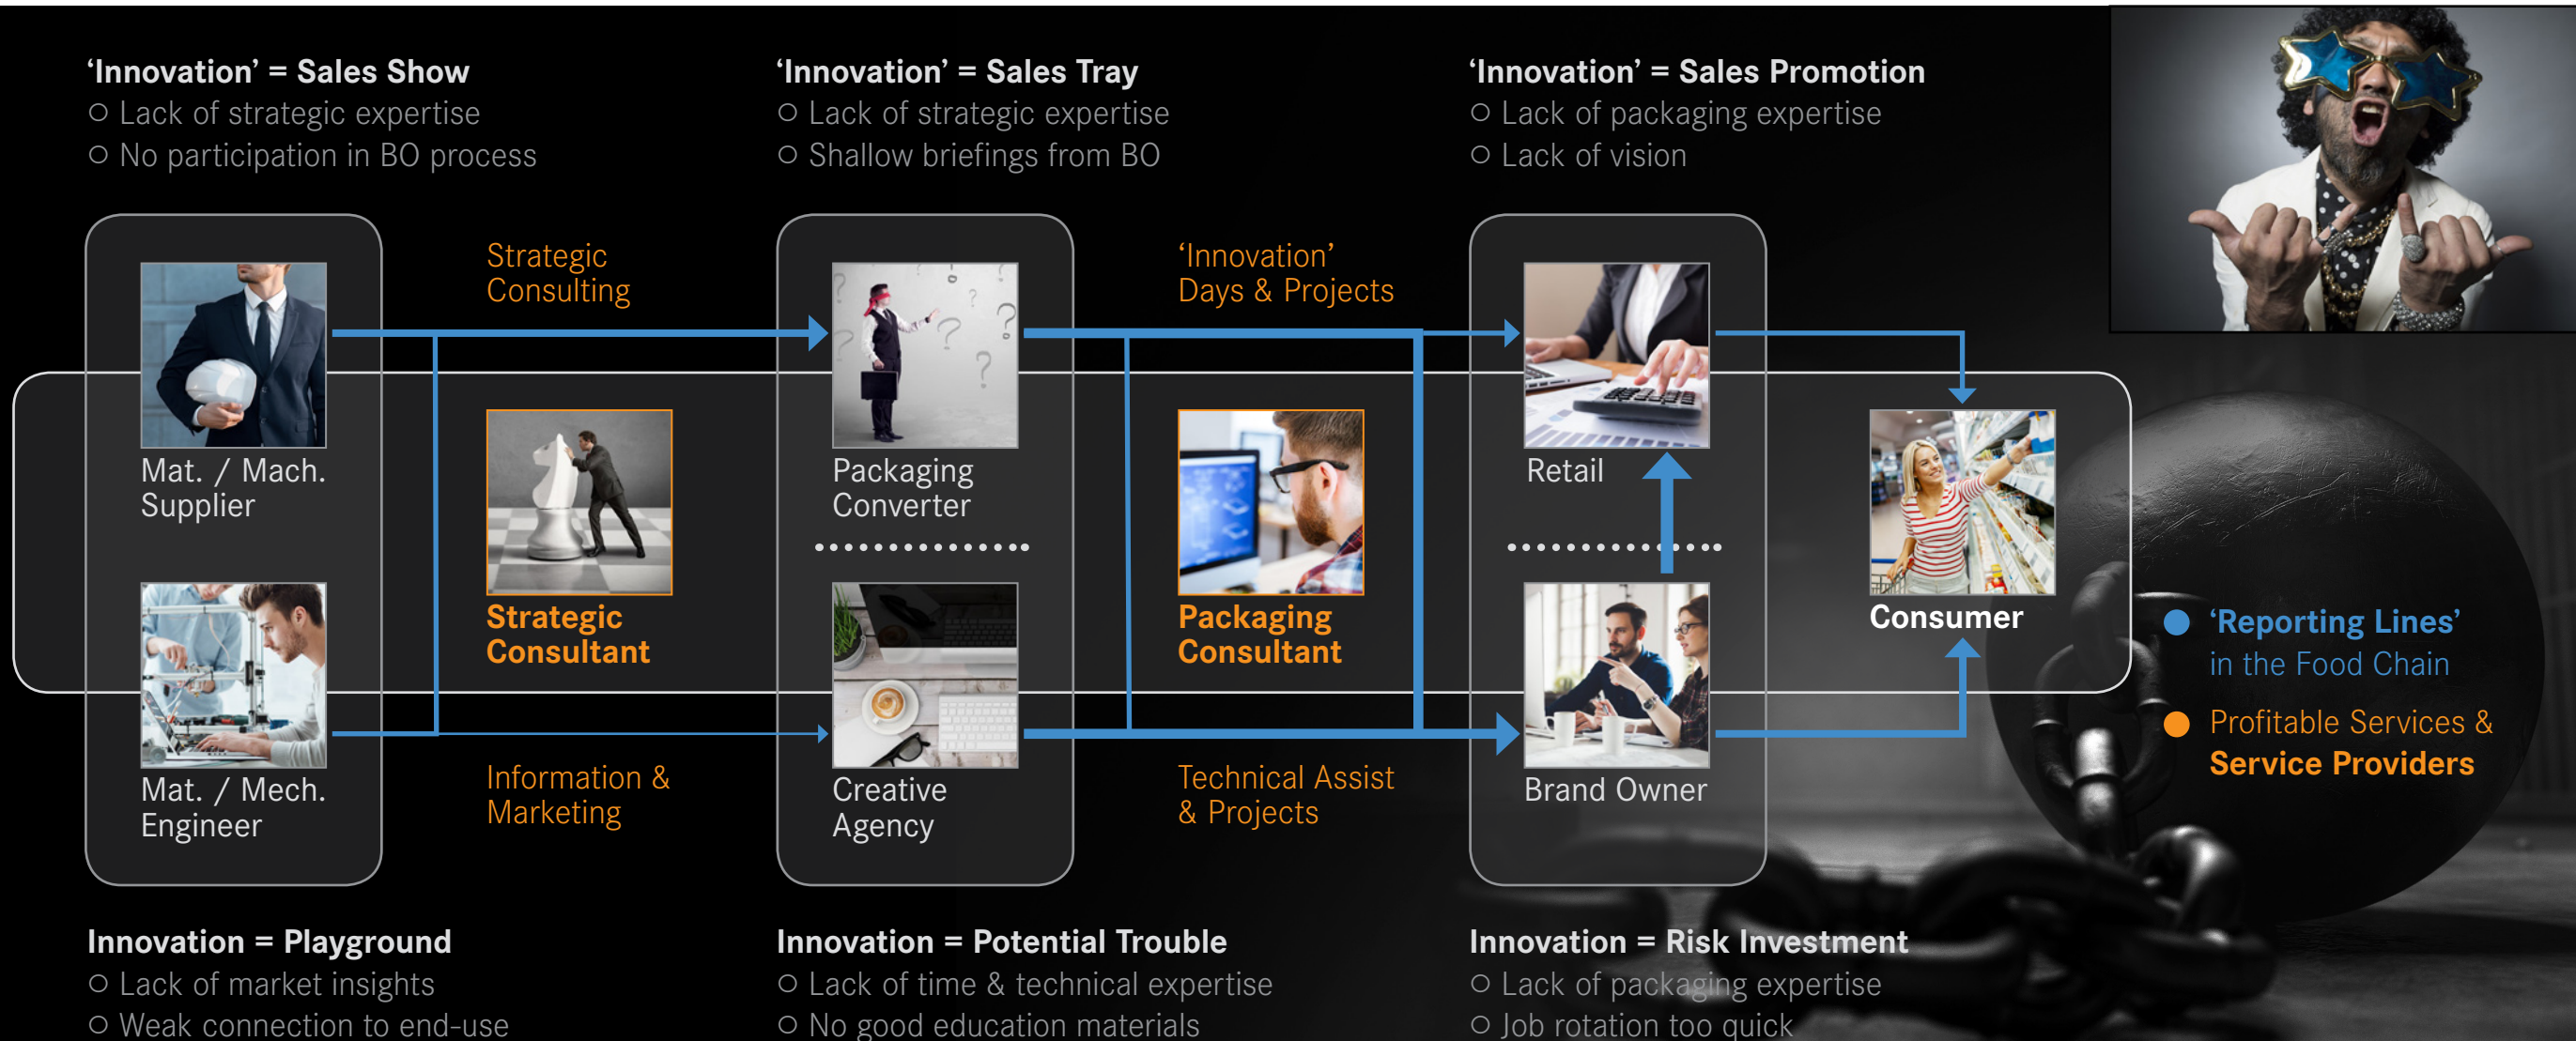 ‘Innovation’ = Sales Show
○ Lack of strategic expertise
○ No participation in BO process
‘Innovation’ = Sales Tray
○ Lack of strategic expertise
○ Shallow briefings from BO
‘Innovation’ = Sales Promotion
○ Lack of packaging expertise
○ Lack of vision
Strategic
Consulting
‘Innovation’
Days & Projects
Mat. / Mach.
Supplier
Packaging
Converter
Retail
Strategic
Consultant
Packaging
Consultant
Consumer
Mat. / Mech.
Engineer
Information &
Marketing
Creative
Agency
Technical Assist
& Projects
Brand Owner
‘Reporting Lines’
in the Food Chain
Profitable Services &
Service Providers
Innovation = Playground
○ Lack of market insights
○ Weak connection to end-use
Innovation = Potential Trouble
○ Lack of time & technical expertise
○ No good education materials
Innovation = Risk Investment
○ Lack of packaging expertise
○ Job rotation too quick